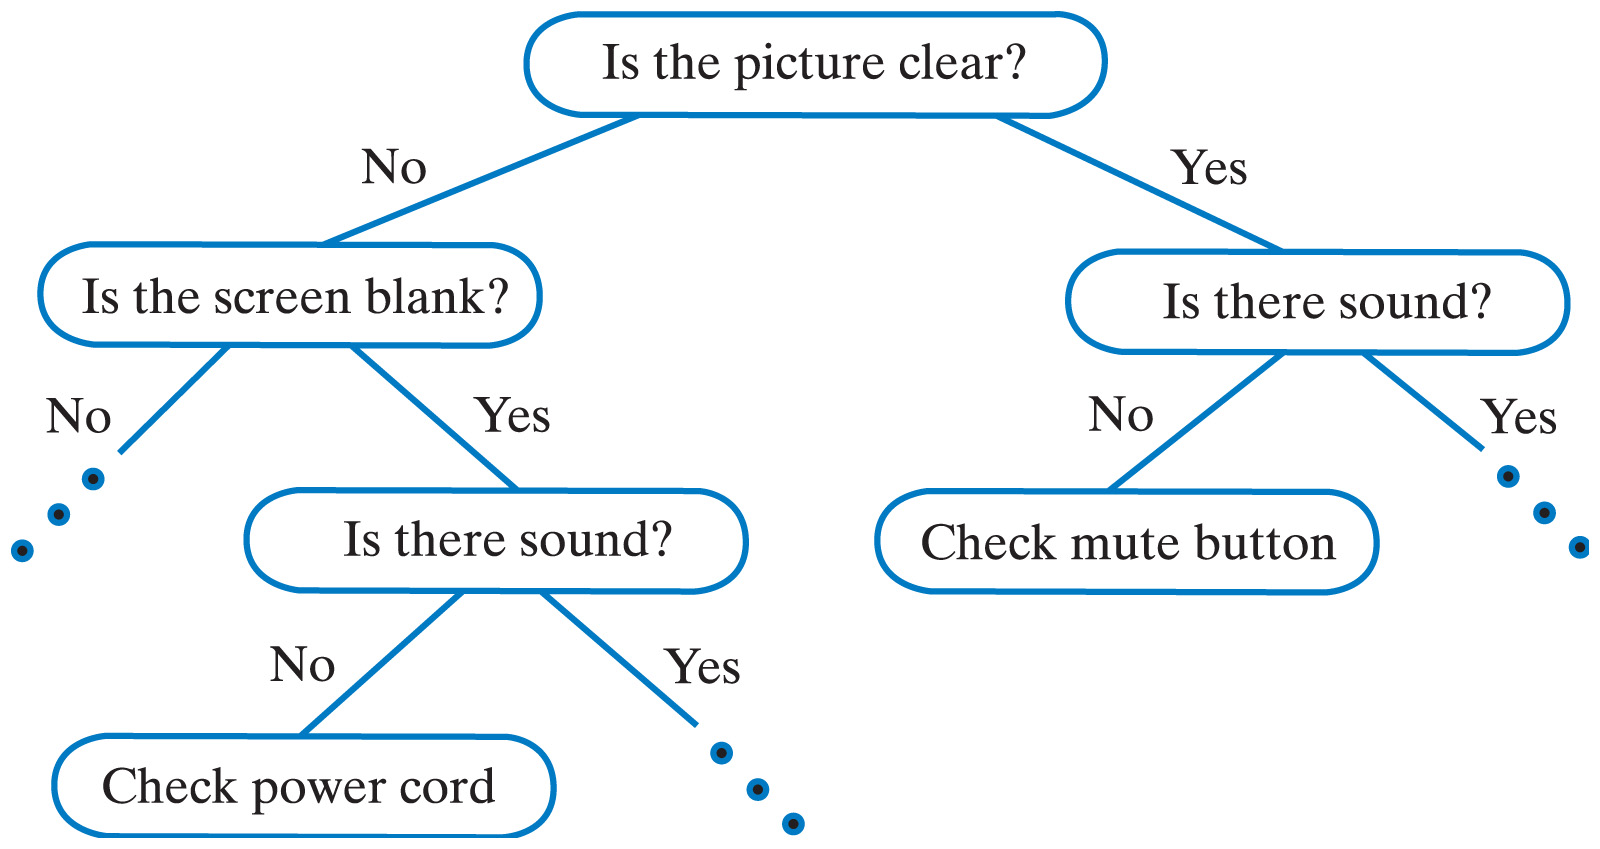 Is the picture clear?
No
Yes
Is the screen blank?
Is there sound?
No
Yes
No
Yes
Is there sound?
Check mute button
No
Yes
Check power cord